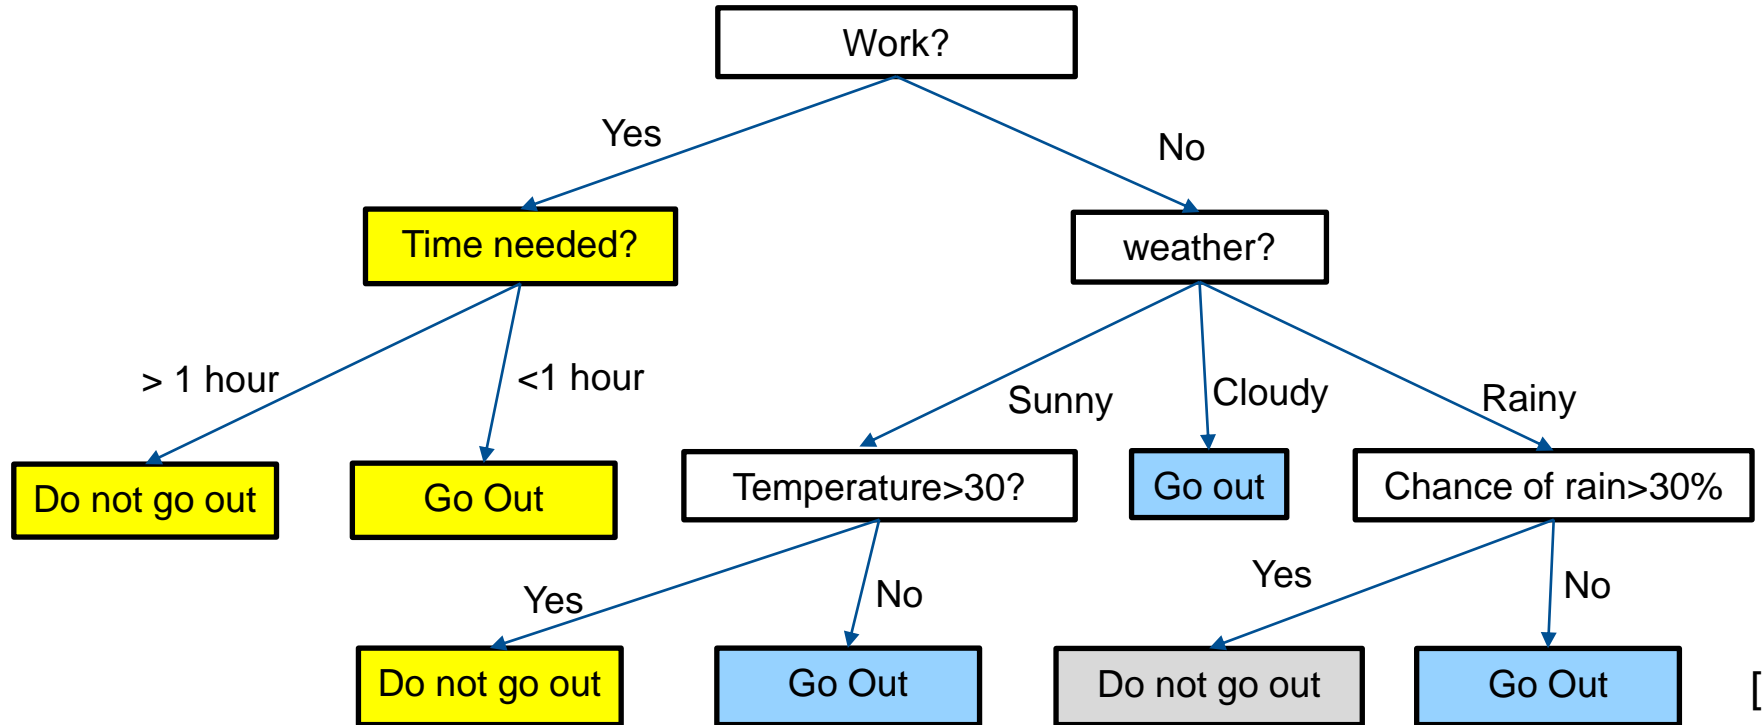 Work?
Yes
No
Time needed?
weather?
> 1 hour
<1 hour
Sunny
Cloudy
Rainy
Do not go out
Go Out
Temperature>30?
Go out
Chance of rain>30%
Yes
No
Yes
No
Do not go out
Go Out
Do not go out
Go Out
[